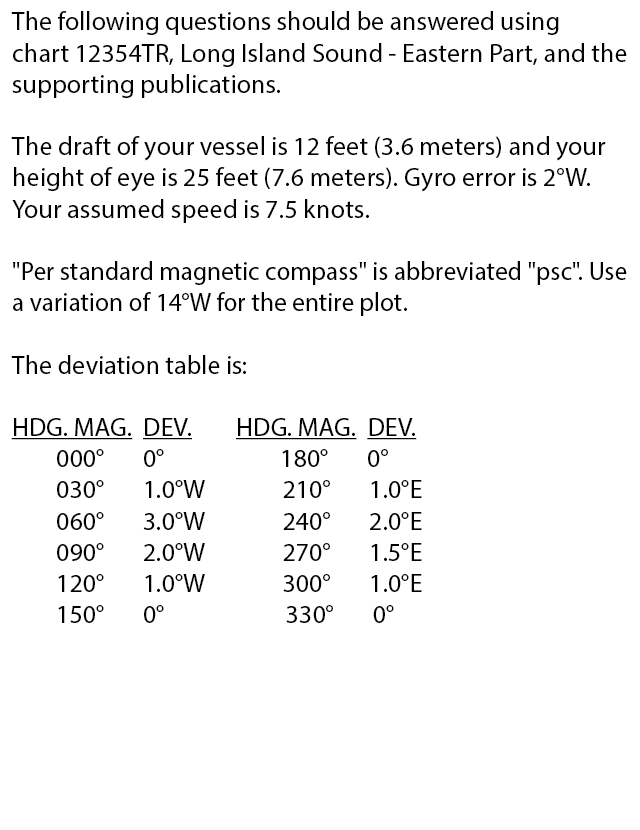 The following questions should be answered using
chart 12354TR, Long Island Sound - Eastern Part, and the
supporting publications.
The draft of your vessel is 12 feet (3.6 meters) and your
height of eye is 25 feet (7.6 meters). Gyro error is 2°W.
Your assumed speed is 7.5 knots.
"Per standard magnetic compass" is abbreviated "psc". Use
a variation of 14°W for the entire plot.
The deviation table is:
HDG. MAG. DEV. HDG. MAG. DEV.
000° 0° 180° 0°
030° 1.0°W 210° 1.0°E
060° 3.0°W 240° 2.0°E
090° 2.0°W 270° 1.5°E
120° 1.0°W 300° 1.0°E
150° 0° 330° 0°